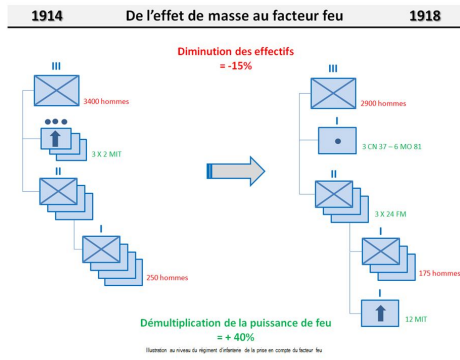 1914 De l'effet de masse au facteur feu 1918
Diminution des effectifs
= -15%
III
3400 hommes
3 X 2 MIT
II
I
250 hommes
III
2900 hommes
I
3 CN 37 – 6 MO 81
II
3 X 24 FM
I
175 hommes
I
12 MIT
Démultiplication de la puissance de feu
= + 40%
Illustration au niveau du régiment d'infanterie de la prise en compte du facteur feu